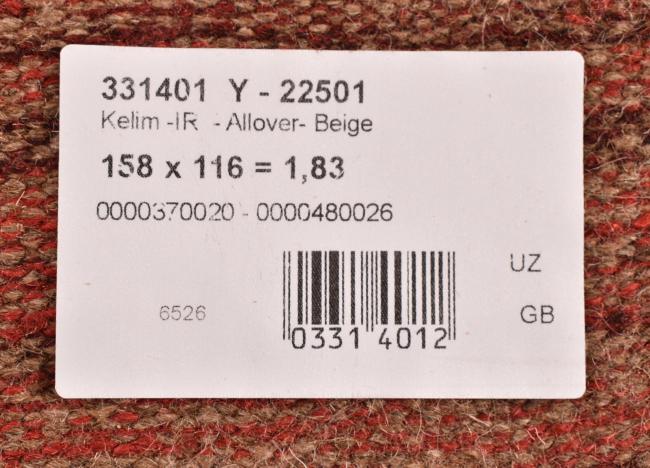 331401 Y - 22501
Kelim -IR - Allover- Beige
158 x 116 = 1,83
0000370020 - 0000480026
UZ
6526
GB
0331 4012